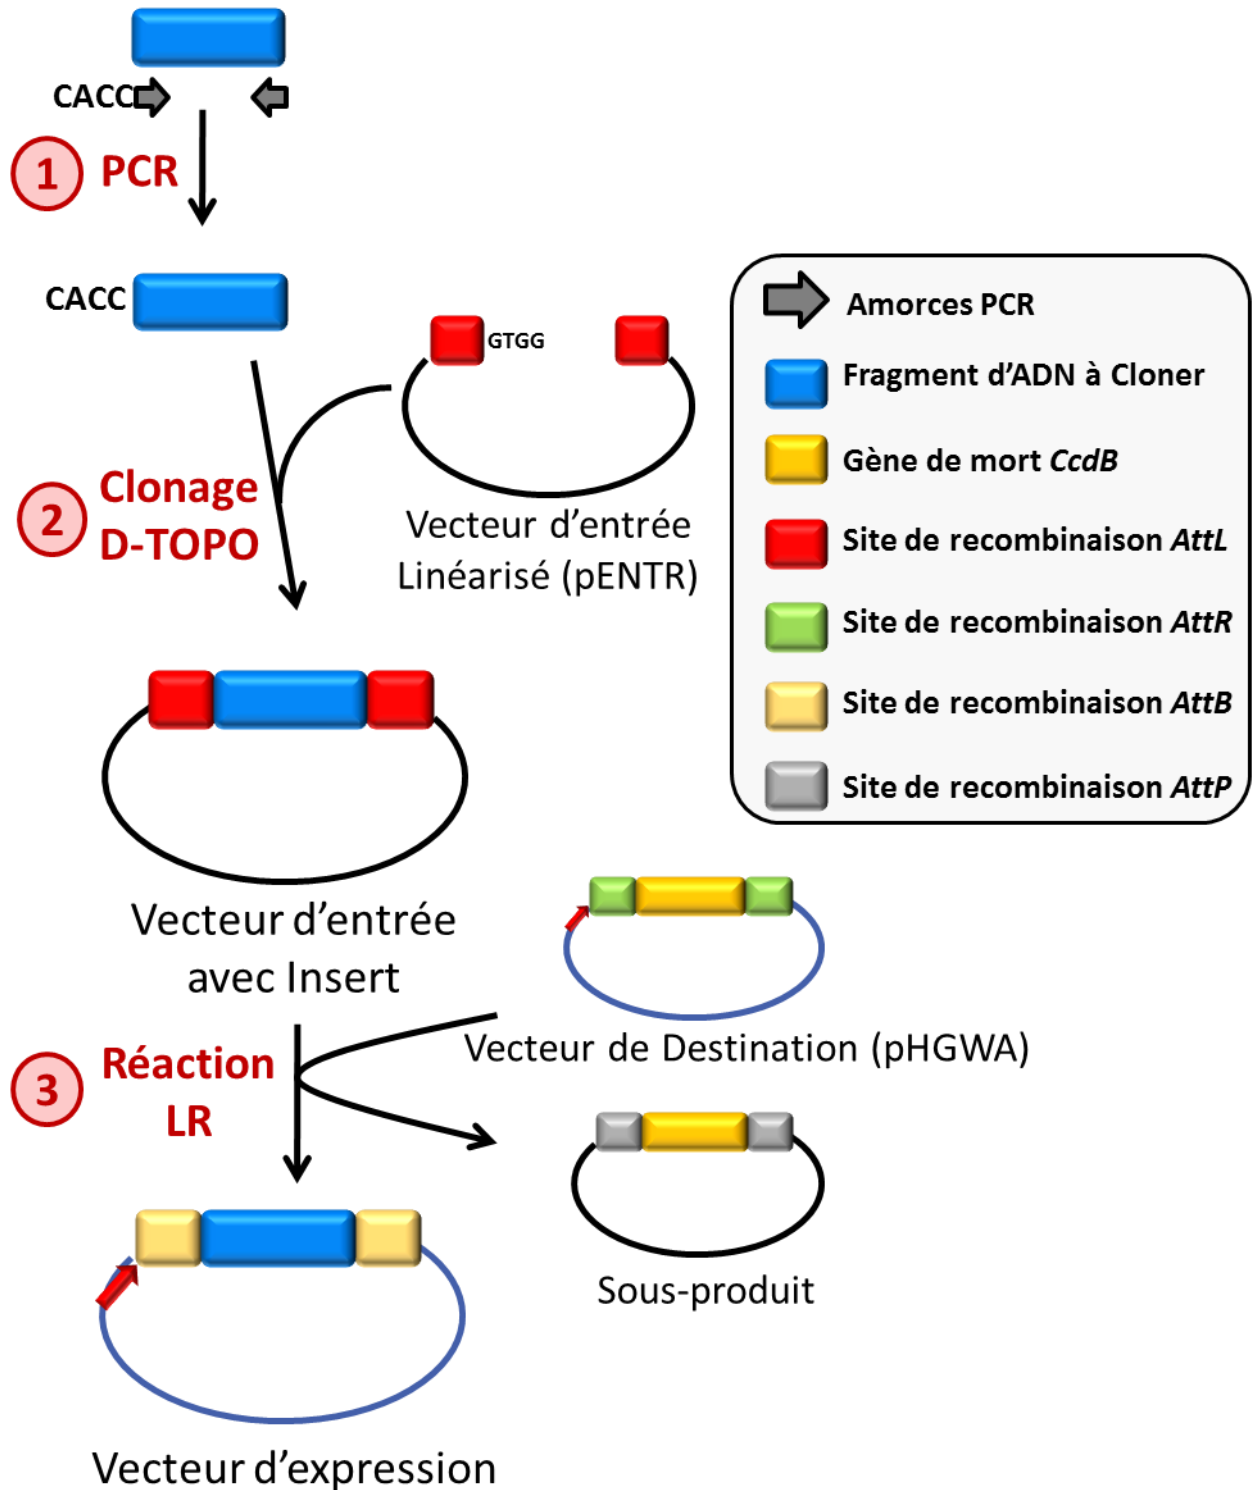 CACC
1 PCR
CACC
GTGG
Amorces PCR
Fragment d'ADN à Cloner
Gène de mort CcdB
Site de recombinaison AttL
Site de recombinaison AttR
Site de recombinaison AttB
Site de recombinaison AttP
2 Clonage
D-TOPO
Vecteur d'entrée
Linéarisé (pENTR)
Vecteur d'entrée
avec Insert
Vecteur de Destination (pHGWA)
3 Réaction
LR
Sous-produit
Vecteur d'expression